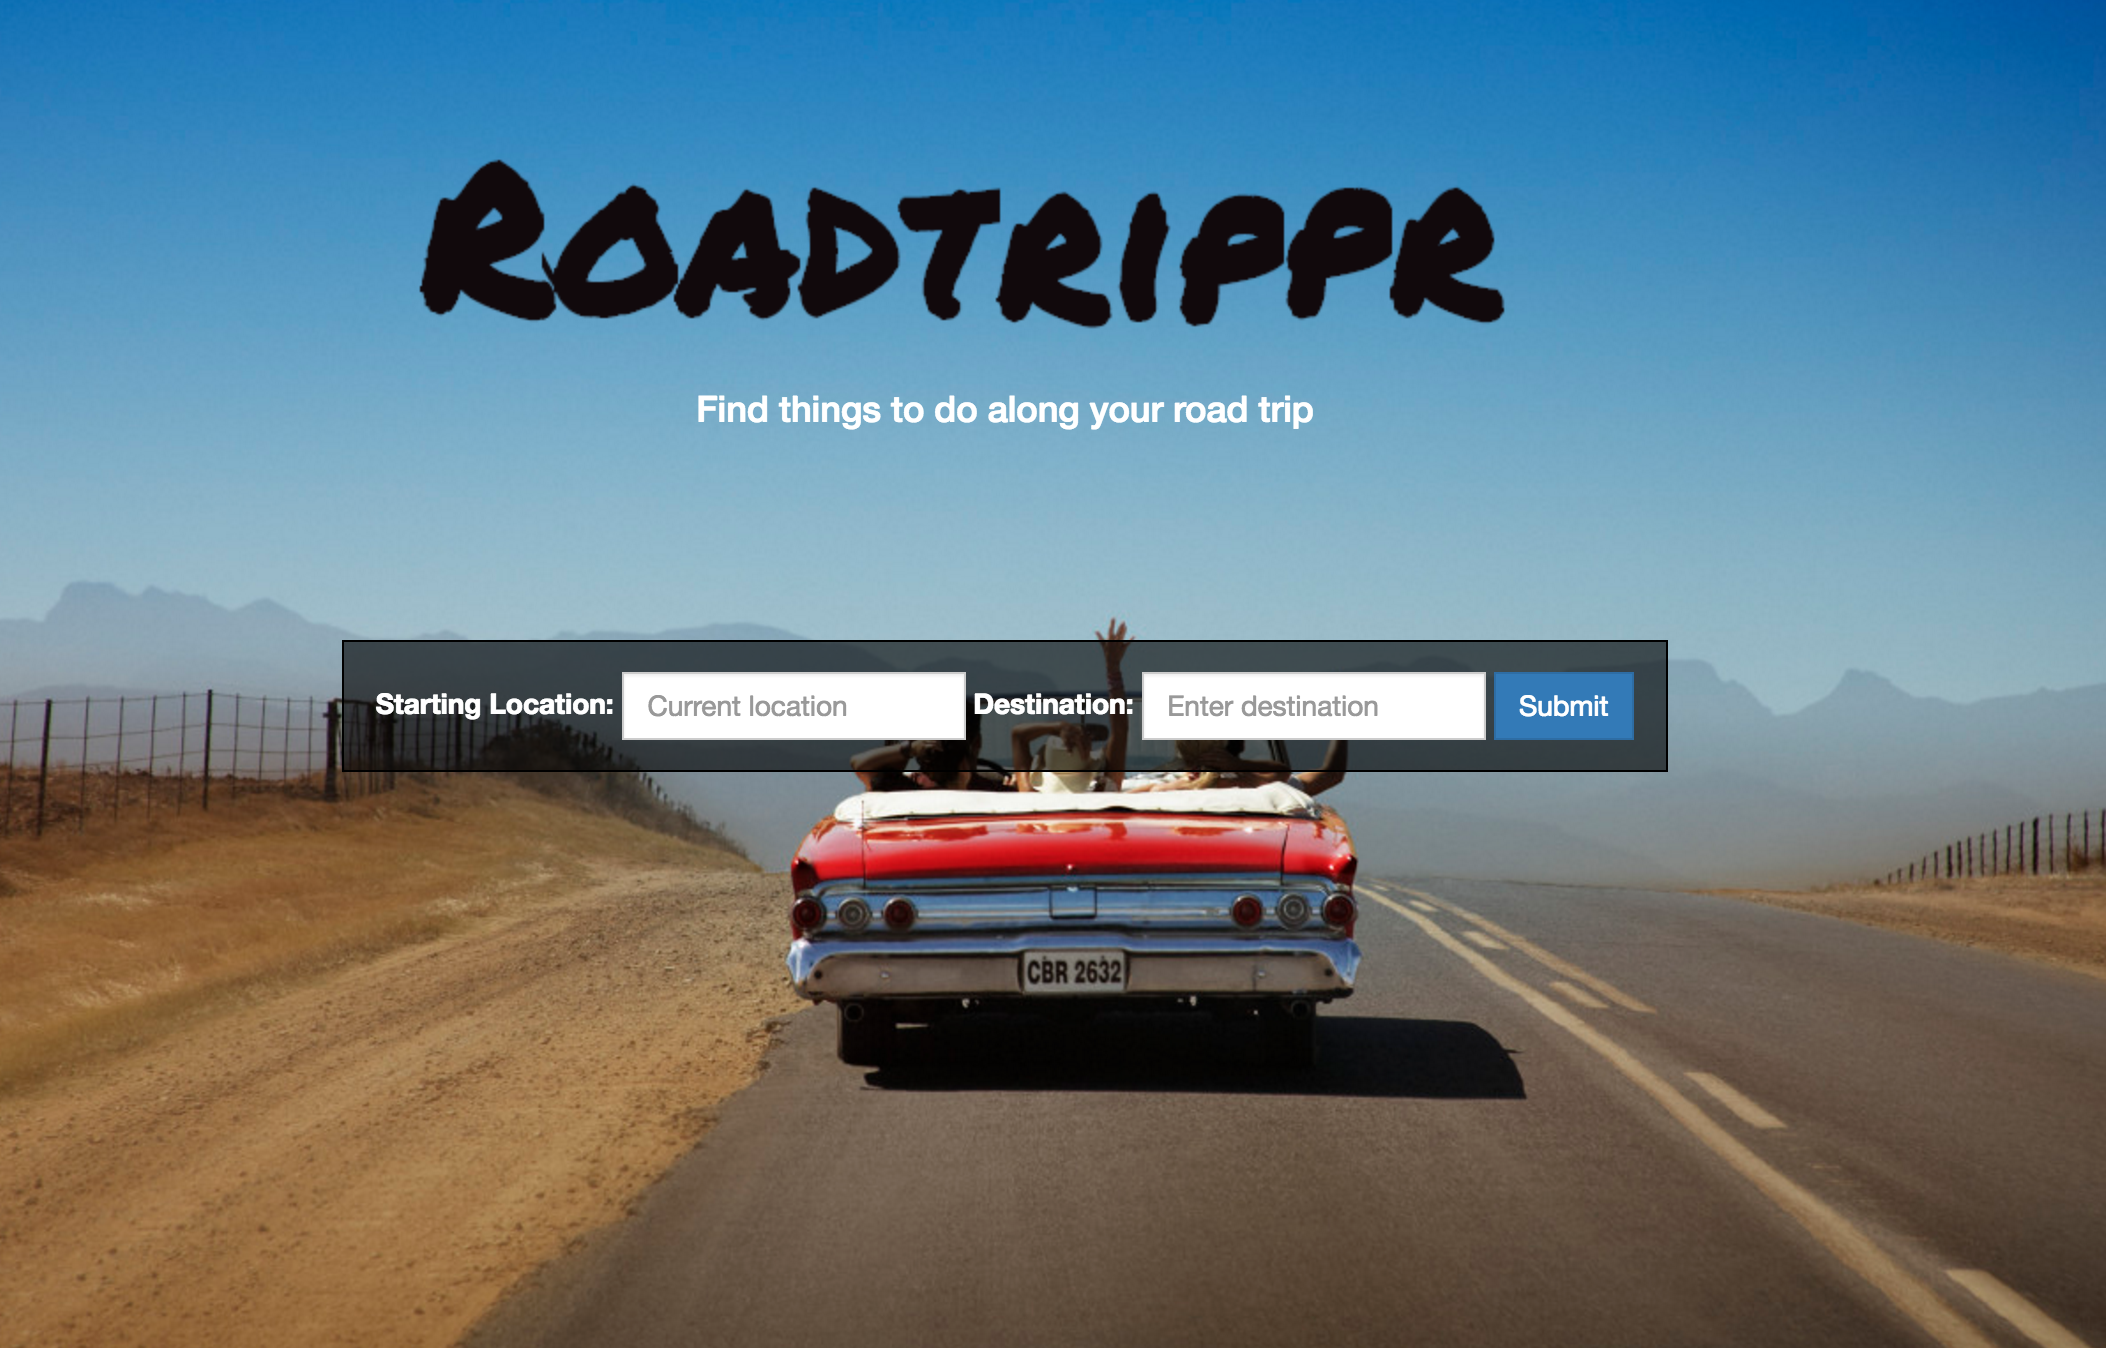 ROADTRIPPR
Find things to do along your road trip
Starting Location: Current location Destination: Enter destination Submit
CBR 2632